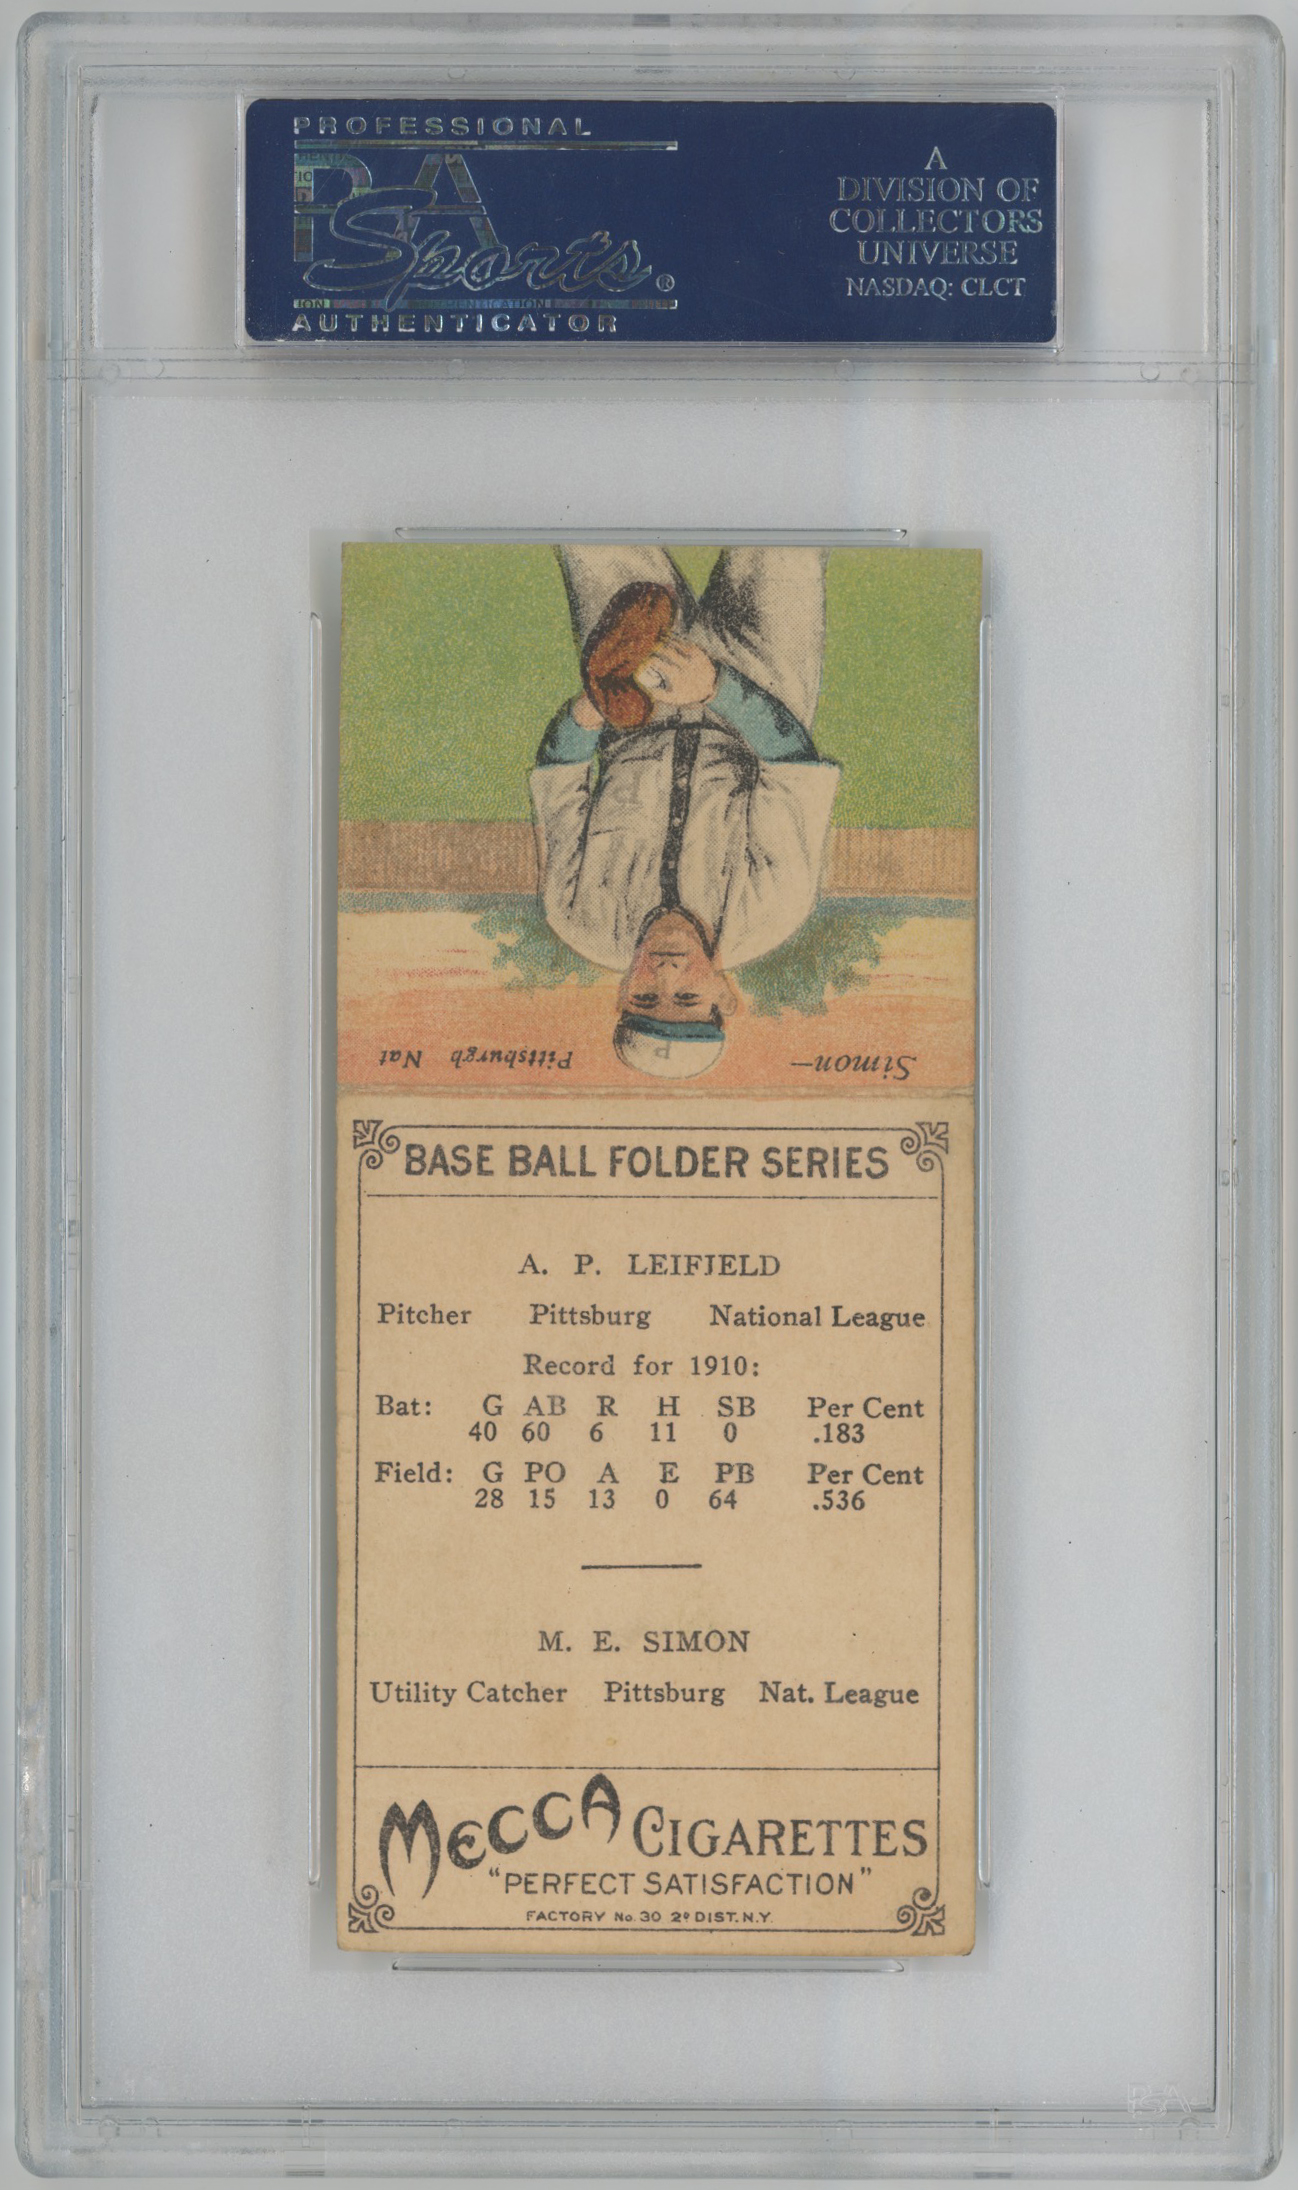 PROFESSIONAL
PSA
Sports®
AUTHENTICATOR
A
DIVISION OF
COLLECTORS
UNIVERSE
NASDAQ: CLCT
P
P
Simon— Pittsburgh Nat
BASE BALL FOLDER SERIES
A. P. LEIFIELD
Pitcher Pittsburg National League
Record for 1910:
Bat: G AB R H SB Per Cent
40 60 6 11 0 .183
Field: G PO A E PB Per Cent
28 15 13 0 64 .536
M. E. SIMON
Utility Catcher Pittsburg Nat. League
MECCA CIGARETTES
"PERFECT SATISFACTION"
FACTORY No. 30 2ᴰ DIST. N.Y.
PSA